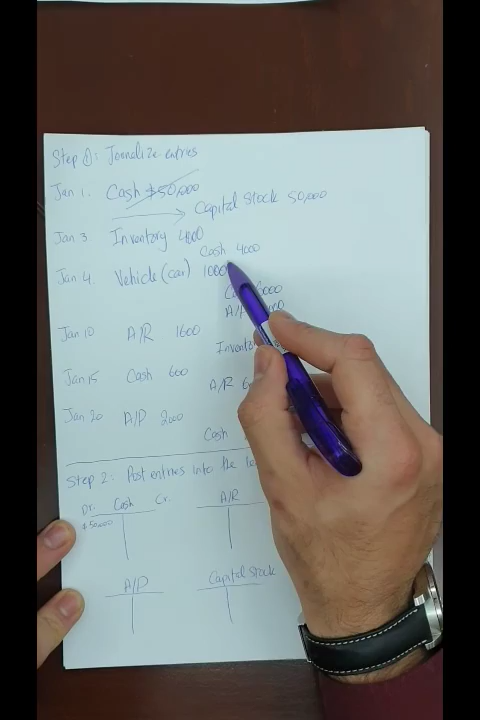 Step ①: Jornalize entries
Jan 1. Cash $50,000
Capital Stock 50,000
Jan 3. Inventory 4000
Cash 4000
Jan 4. Vehicle (car)
Jan 10 A/R 1600
Jan 15 Cash 600
A/R
Jan 20 A/P 2000
Cash
Step 2: Post entries into the
Dr. Cash Cr. A/R
$50,000
A/P Capital Stock